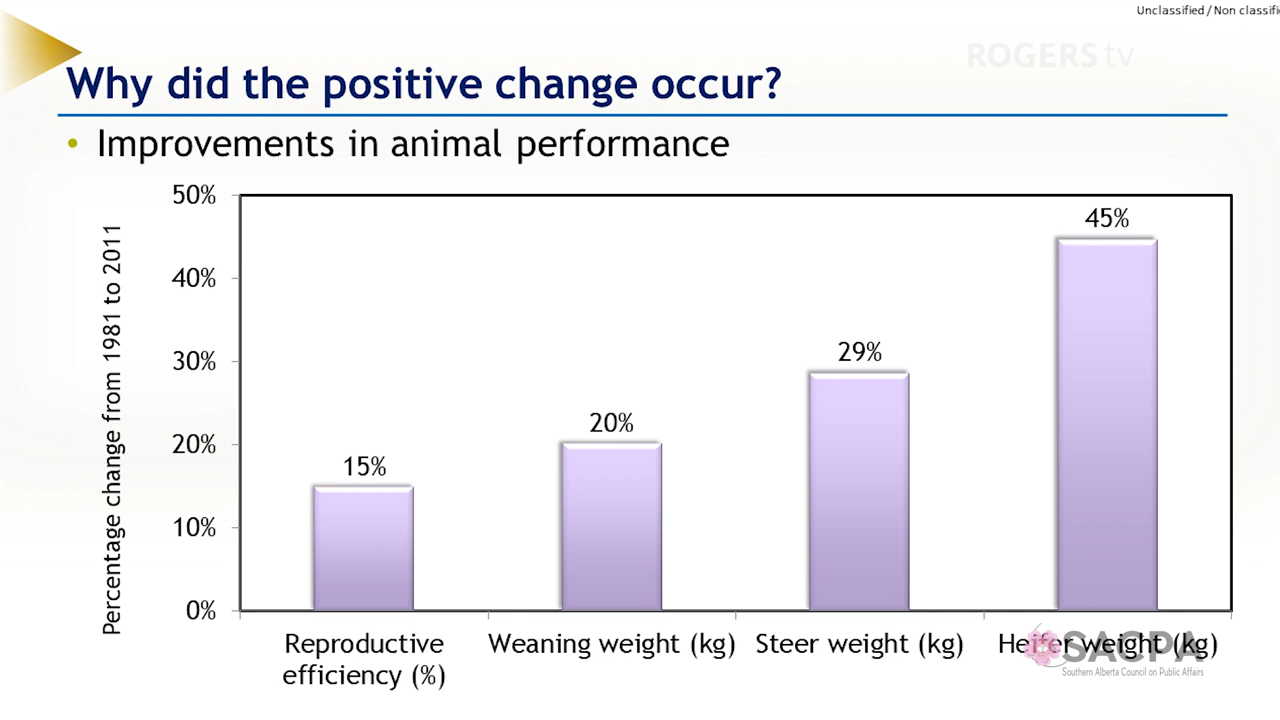 Unclassified / Non classifi
ROGERS tv
Why did the positive change occur?
• Improvements in animal performance
Percentage change from 1981 to 2011
50%
40%
30%
20%
10%
0%
15%
20%
29%
45%
Reproductive
efficiency (%)
Weaning weight (kg)
Steer weight (kg)
Heifer weight (kg)
SACPA
Southern Alberta Council on Public Affairs